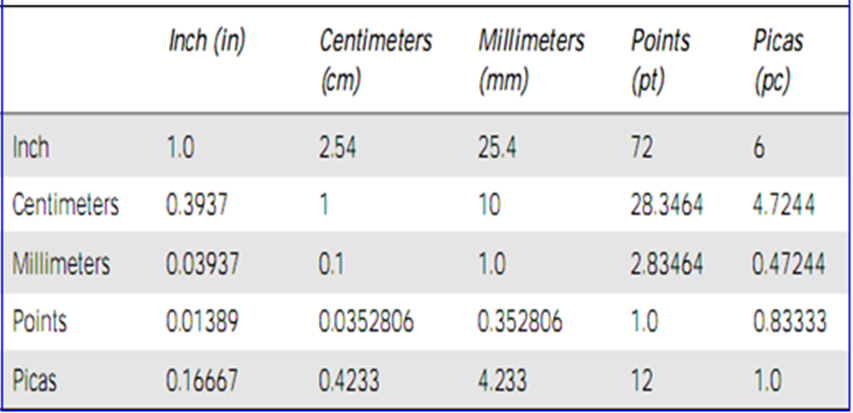 Inch (in) Centimeters (cm) Millimeters (mm) Points (pt) Picas (pc)
Inch 1.0 2.54 25.4 72 6
Centimeters 0.3937 1 10 28.3464 4.7244
Millimeters 0.03937 0.1 1.0 2.83464 0.47244
Points 0.01389 0.0352806 0.352806 1.0 0.83333
Picas 0.16667 0.4233 4.233 12 1.0